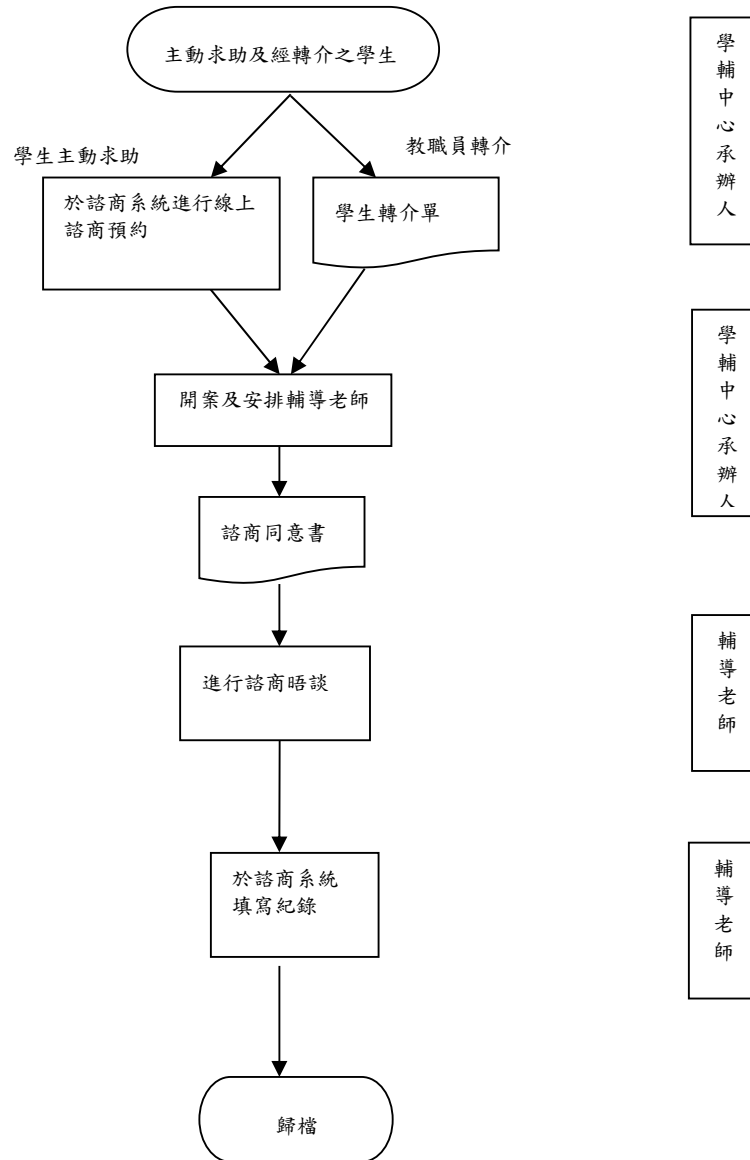 主動求助及經轉介之學生
學生主動求助
教職員轉介
於諮商系統進行線上
諮商預約
學生轉介單
學輔中心承辦人
開案及安排輔導老師
學輔中心承辦人
諮商同意書
進行諮商晤談
輔導老師
於諮商系統
填寫紀錄
輔導老師
歸檔